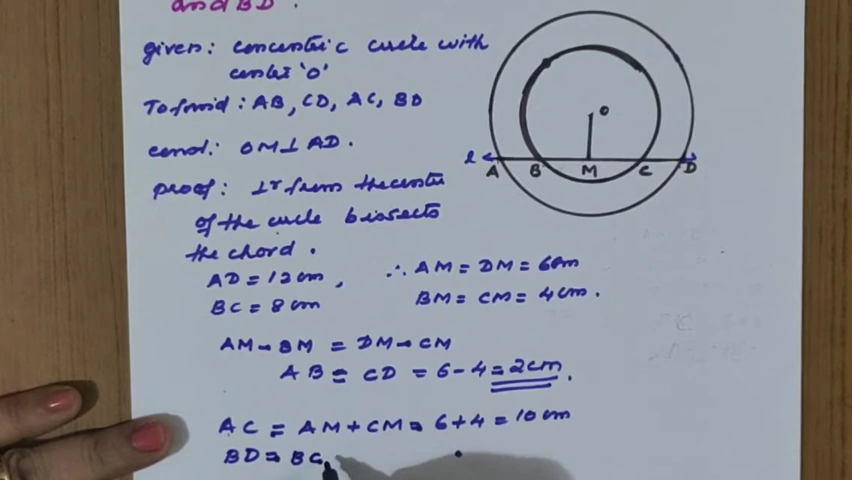 and BD.
given: concentric circle with
center 'O'
To find: AB, CD, AC, BD
const: OM⊥AD.
proof: ⊥r from the centre
of the circle bissects
the chord.
AD = 12cm, ∴ AM = DM = 6cm
BC = 8cm BM = CM = 4cm.
AM - BM = DM - CM
AB = CD = 6-4 = 2cm.
AC = AM + CM = 6+4 = 10cm
BD = BC
O
l A B M C D